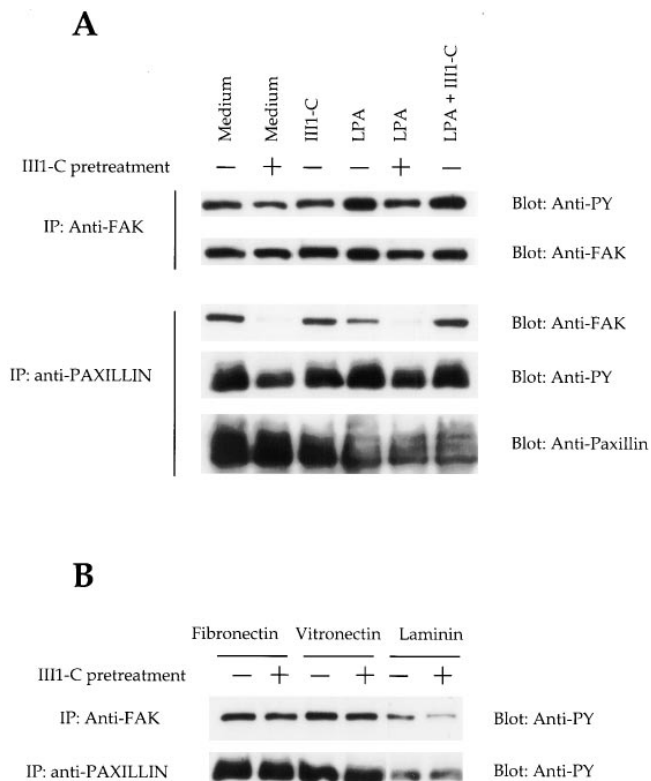 A
Medium Medium III1-C LPA LPA LPA + III1-C
III1-C pretreatment − + − − + −
IP: Anti-FAK
Blot: Anti-PY
Blot: Anti-FAK
IP: anti-PAXILLIN
Blot: Anti-FAK
Blot: Anti-PY
Blot: Anti-Paxillin
B
Fibronectin Vitronectin Laminin
III1-C pretreatment − + − + − +
IP: Anti-FAK Blot: Anti-PY
IP: anti-PAXILLIN Blot: Anti-PY